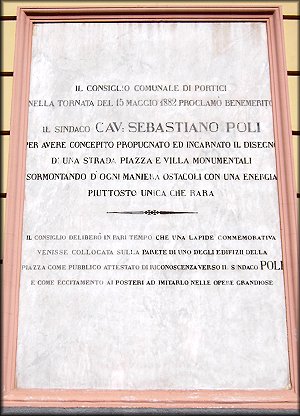 IL CONSIGLIO COMUNALE DI PORTICI
NELLA TORNATA DEL 15 MAGGIO 1882 PROCLAMO BENEMERITO
IL SINDACO CAV: SEBASTIANO POLI
PER AVERE CONCEPITO PROPUGNATO ED INCARNATO IL DISEGNO
D'UNA STRADA PIAZZA E VILLA MONUMENTALI
SORMONTANDO D'OGNI MANIERA OSTACOLI CON UNA ENERGIA
PIUTTOSTO UNICA CHE RARA
IL CONSIGLIO DELIBERÒ IN PARI TEMPO CHE UNA LAPIDE COMMEMORATIVA
VENISSE COLLOCATA SULLA PARETE DI UNO DEGLI EDIFIZII DELLA
PIAZZA COME PUBBLICO ATTESTATO DI RICONOSCENZA VERSO IL SINDACO POLI
E COME ECCITAMENTO AI POSTERI AD IMITARLO NELLE OPERE GRANDIOSE